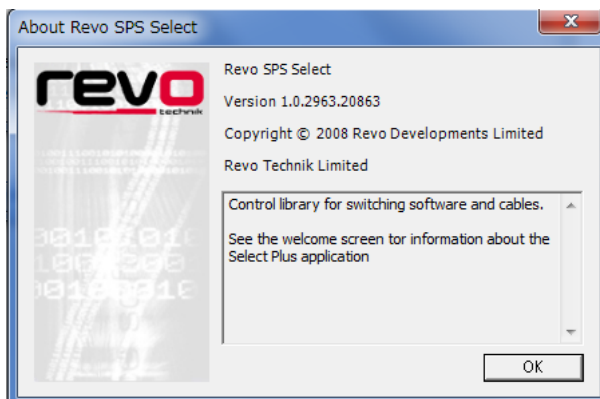 About Revo SPS Select
revo
technik
Revo SPS Select
Version 1.0.2963.20863
Copyright © 2008 Revo Developments Limited
Revo Technik Limited
Control library for switching software and cables.
See the welcome screen tor information about the
Select Plus application
OK